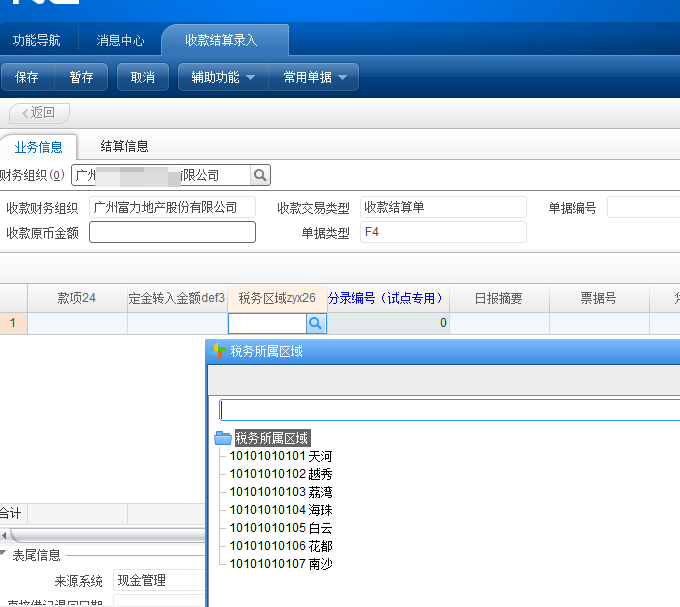 功能导航 消息中心 收款结算录入
保存 暂存 取消 辅助功能 常用单据
<返回
业务信息 结算信息
财务组织(O) 广州 有限公司
收款财务组织 广州富力地产股份有限公司 收款交易类型 收款结算单 单据编号
收款原币金额 单据类型 F4
款项24 定金转入金额def3 税务区域zyx26 分录编号（试点专用） 日报摘要 票据号
1 0
税务所属区域
税务所属区域
10101010101 天河
10101010102 越秀
10101010103 荔湾
10101010104 海珠
10101010105 白云
10101010106 花都
10101010107 南沙
合计
表尾信息
来源系统 现金管理